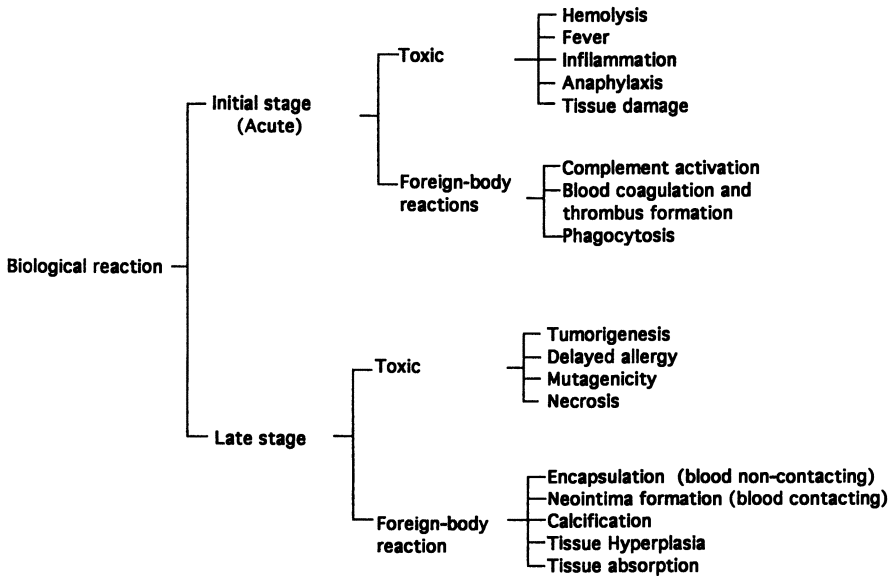 Hemolysis
Fever
Infllammation
Anaphylaxis
Tissue damage
Toxic
Initial stage
(Acute)
Foreign-body
reactions
Complement activation
Blood coagulation and
thrombus formation
Phagocytosis
Biological reaction
Toxic
Tumorigenesis
Delayed allergy
Mutagenicity
Necrosis
Late stage
Foreign-body
reaction
Encapsulation (blood non-contacting)
Neointima formation (blood contacting)
Calcification
Tissue Hyperplasia
Tissue absorption